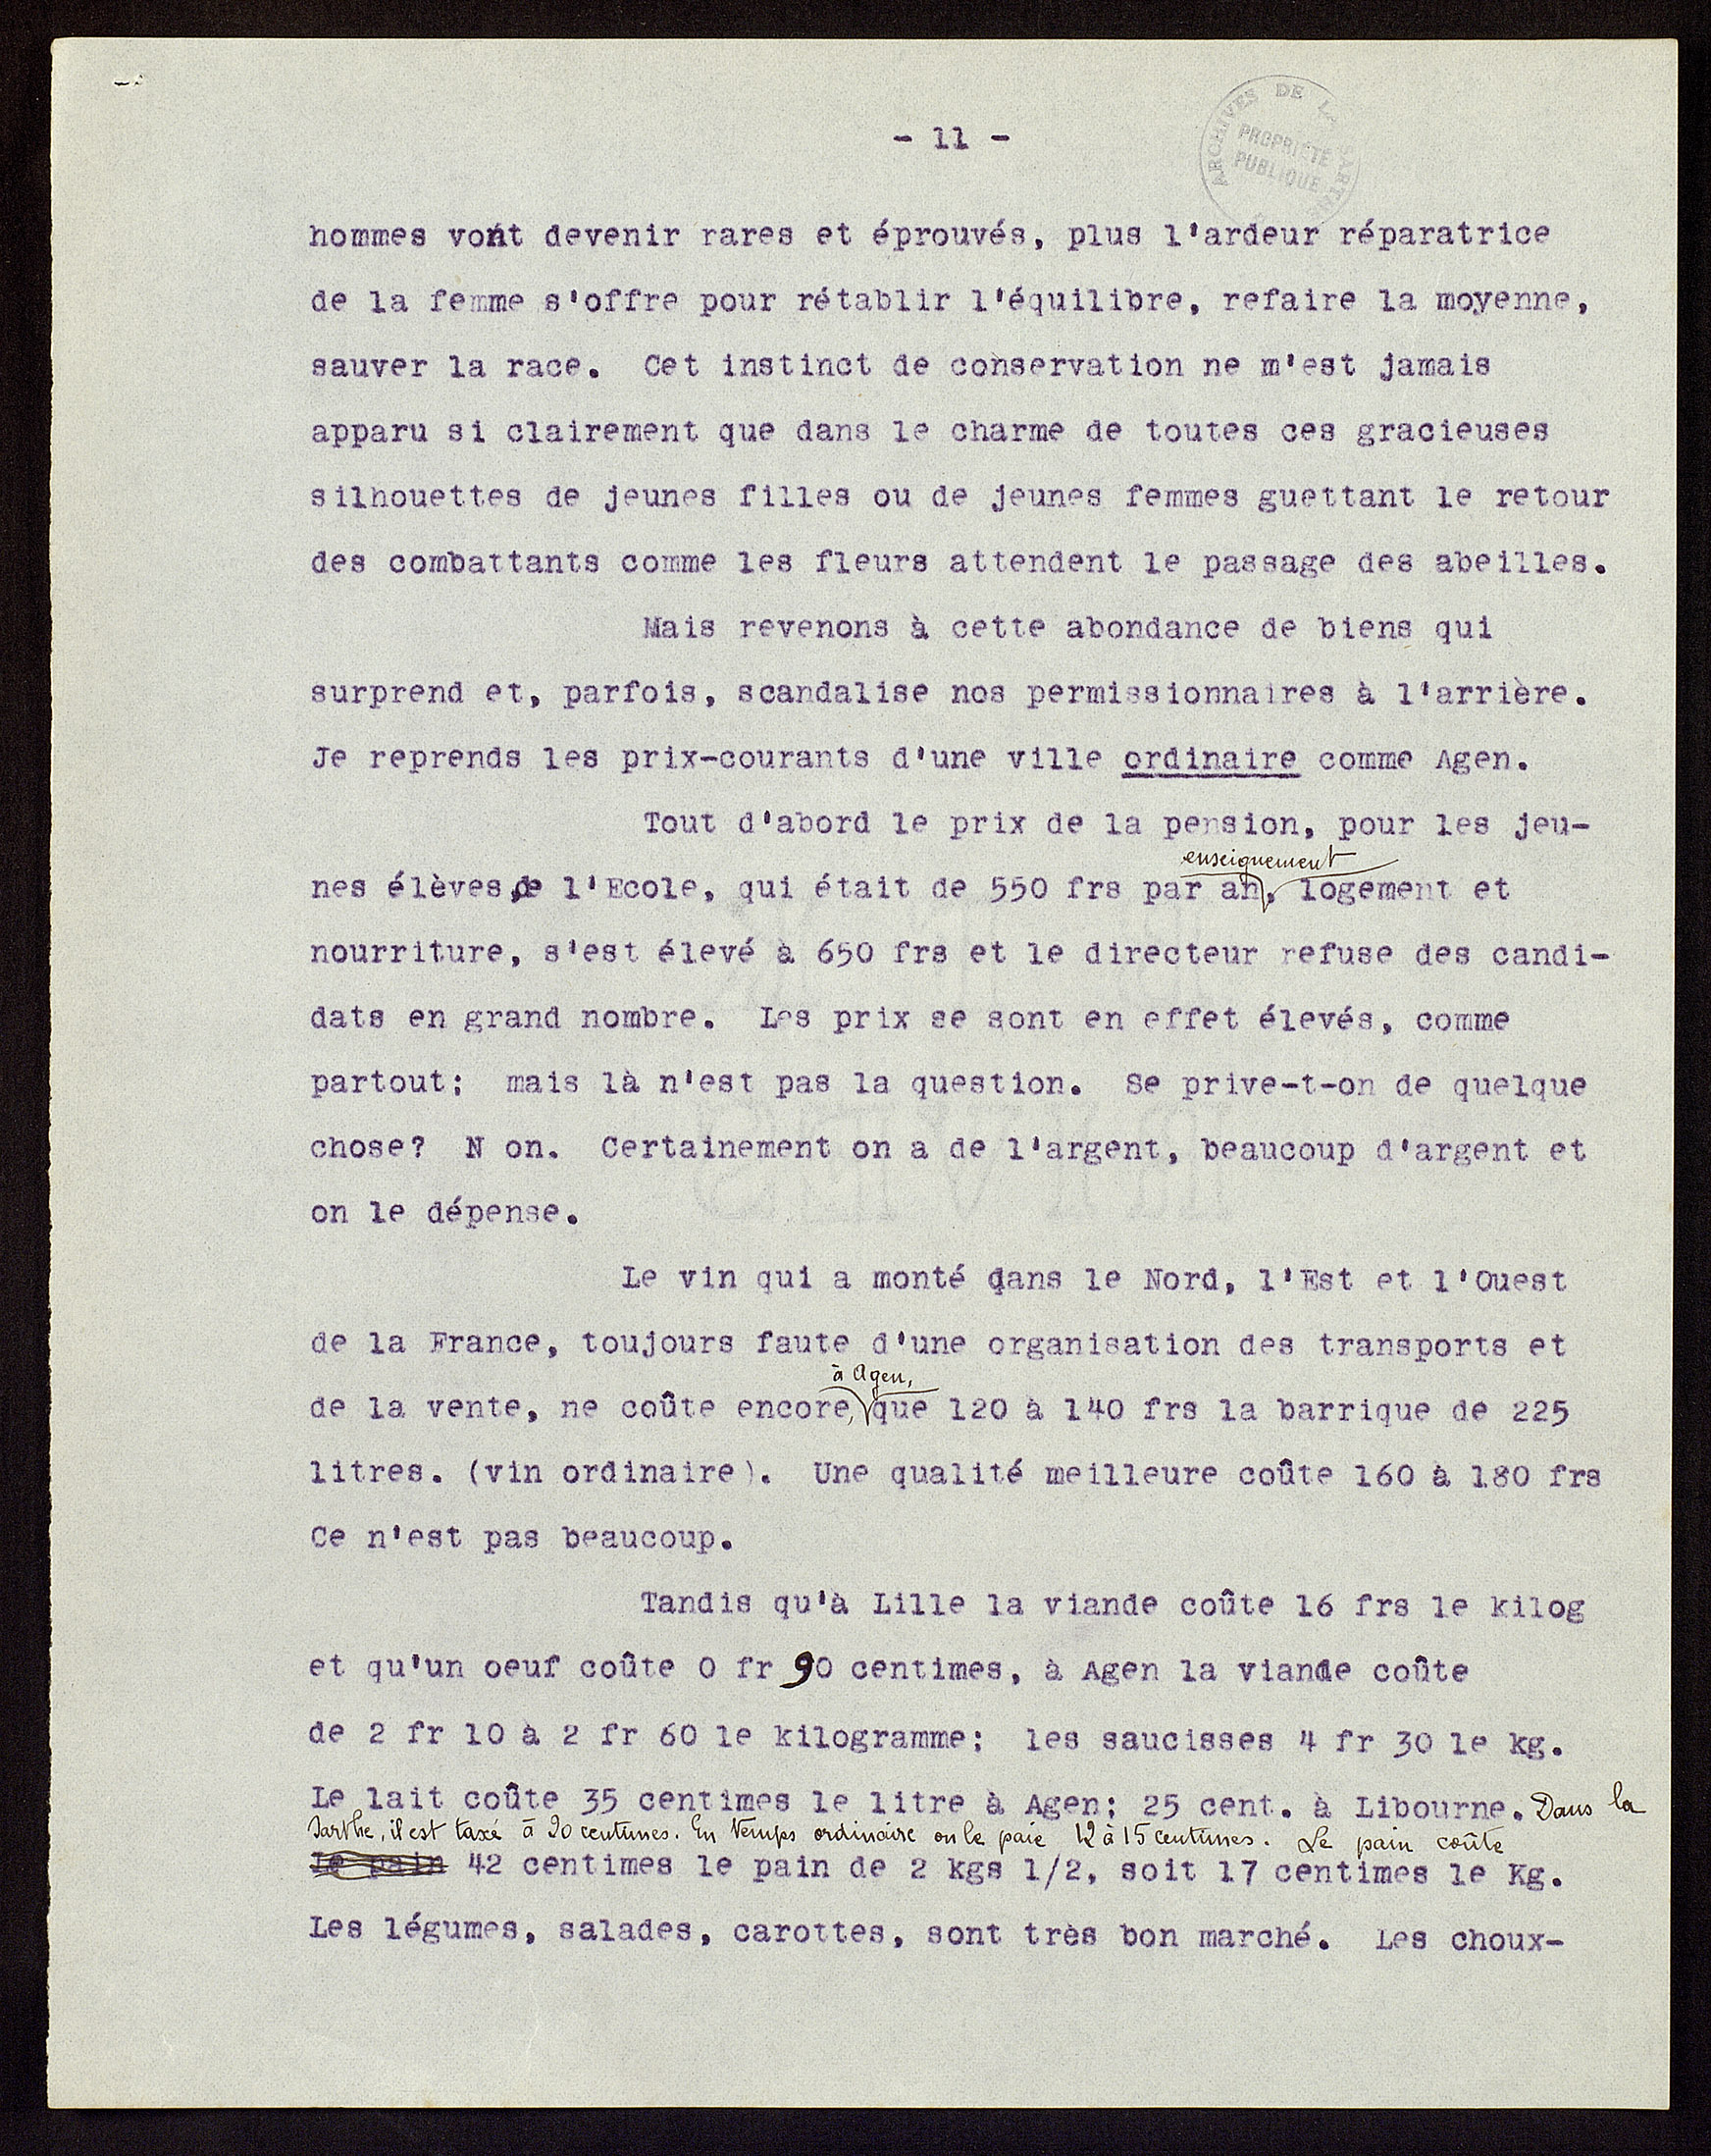 - 11 -
ARCHIVES DE LA SARTHE
PROPRIÉTÉ
PUBLIQUE
hommes vont devenir rares et éprouvés, plus l'ardeur réparatrice
de la femme s'offre pour rétablir l'équilibre, refaire la moyenne,
sauver la race. Cet instinct de conservation ne m'est jamais
apparu si clairement que dans le charme de toutes ces gracieuses
silhouettes de jeunes filles ou de jeunes femmes guettant le retour
des combattants comme les fleurs attendent le passage des abeilles.
Mais revenons à cette abondance de biens qui
surprend et, parfois, scandalise nos permissionnaires à l'arrière.
Je reprends les prix-courants d'une ville ordinaire comme Agen.
Tout d'abord le prix de la pension, pour les jeu-
enseignement
nes élèves de l'Ecole, qui était de 550 frs par an, logement et
nourriture, s'est élevé à 650 frs et le directeur refuse des candi-
dats en grand nombre. Les prix se sont en effet élevés, comme
partout; mais là n'est pas la question. Se prive-t-on de quelque
chose? N on. Certainement on a de l'argent, beaucoup d'argent et
on le dépense.
Le vin qui a monté dans le Nord, l'Est et l'Ouest
de la France, toujours faute d'une organisation des transports et
à Agen,
de la vente, ne coûte encore, que 120 à 140 frs la barrique de 225
litres. (vin ordinaire). Une qualité meilleure coûte 160 à 180 frs
Ce n'est pas beaucoup.
Tandis qu'à Lille la viande coûte 16 frs le kilog
et qu'un oeuf coûte 0 fr 90 centimes, à Agen la viande coûte
de 2 fr 10 à 2 fr 60 le kilogramme; les saucisses 4 fr 30 le kg.
Le lait coûte 35 centimes le litre à Agen; 25 cent. à Libourne. Dans la
Sarthe, il est taxé à 20 centimes. En temps ordinaire on le paie 12 à 15 centimes. Le pain coûte
Le pain 42 centimes le pain de 2 kgs 1/2, soit 17 centimes le Kg.
Les légumes, salades, carottes, sont très bon marché. Les choux-